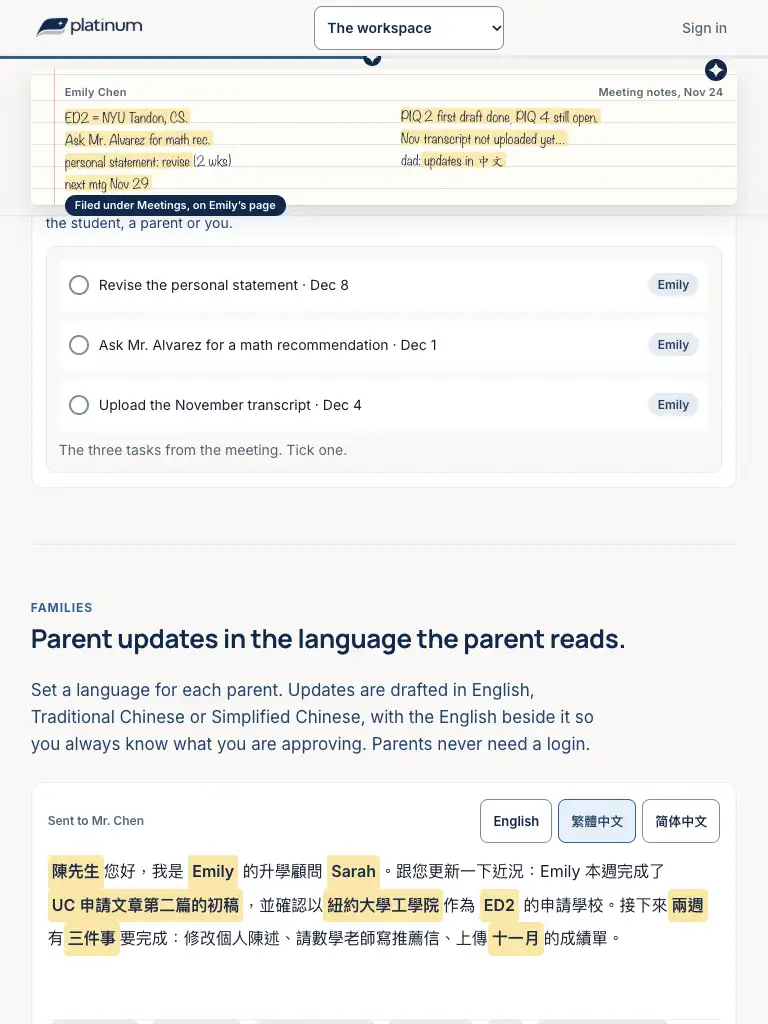 platinum
The workspace
Sign in
Emily Chen
Meeting notes, Nov 24
ED2 = NYU Tandon, CS.
Ask Mr. Alvarez for math rec.
personal statement: revise (2 wks)
next mtg Nov 29
PIQ 2 first draft done, PIQ 4 still open.
Nov transcript not uploaded yet...
dad: updates in 中文
Filed under Meetings, on Emily's page
the student, a parent or you.
Revise the personal statement · Dec 8
Emily
Ask Mr. Alvarez for a math recommendation · Dec 1
Emily
Upload the November transcript · Dec 4
Emily
The three tasks from the meeting. Tick one.
FAMILIES
Parent updates in the language the parent reads.
Set a language for each parent. Updates are drafted in English,
Traditional Chinese or Simplified Chinese, with the English beside it so
you always know what you are approving. Parents never need a login.
Sent to Mr. Chen
English
繁體中文
简体中文
陳先生您好，我是 Emily 的升學顧問 Sarah。跟您更新一下近況：Emily 本週完成了
UC 申請文章第二篇的初稿，並確認以紐約大學工學院作為 ED2 的申請學校。接下來兩週
有三件事要完成：修改個人陳述、請數學老師寫推薦信、上傳十一月的成績單。